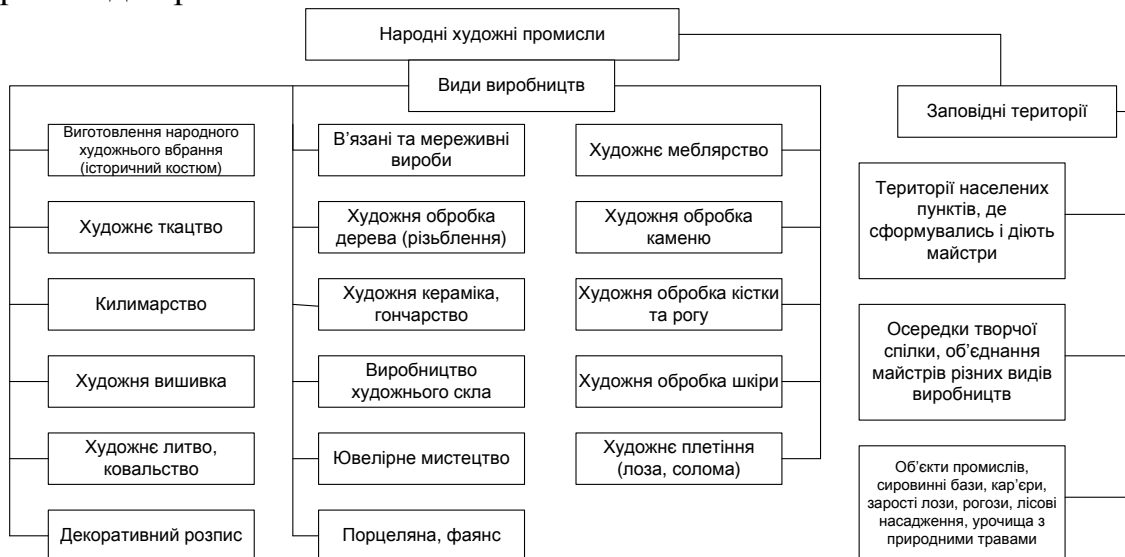 Народні художні промисли
Види виробництв
Заповідні території
Виготовлення народного
художнього вбрання
(історичний костюм)
Художнє ткацтво
Килимарство
Художня вишивка
Художнє литво,
ковальство
Декоративний розпис
В’язані та мереживні
вироби
Художня обробка
дерева (різьблення)
Художня кераміка,
гончарство
Виробництво
художнього скла
Ювелірне мистецтво
Порцеляна, фаянс
Художнє меблярство
Художня обробка
каменю
Художня обробка кістки
та рогу
Художня обробка шкіри
Художнє плетіння
(лоза, солома)
Території населених
пунктів, де
сформувались і діють
майстри
Осередки творчої
спілки, об’єднання
майстрів різних видів
виробництв
Об’єкти промислів,
сировинні бази, кар’єри,
зарості лози, рогози, лісові
насадження, урочища з
природними травами